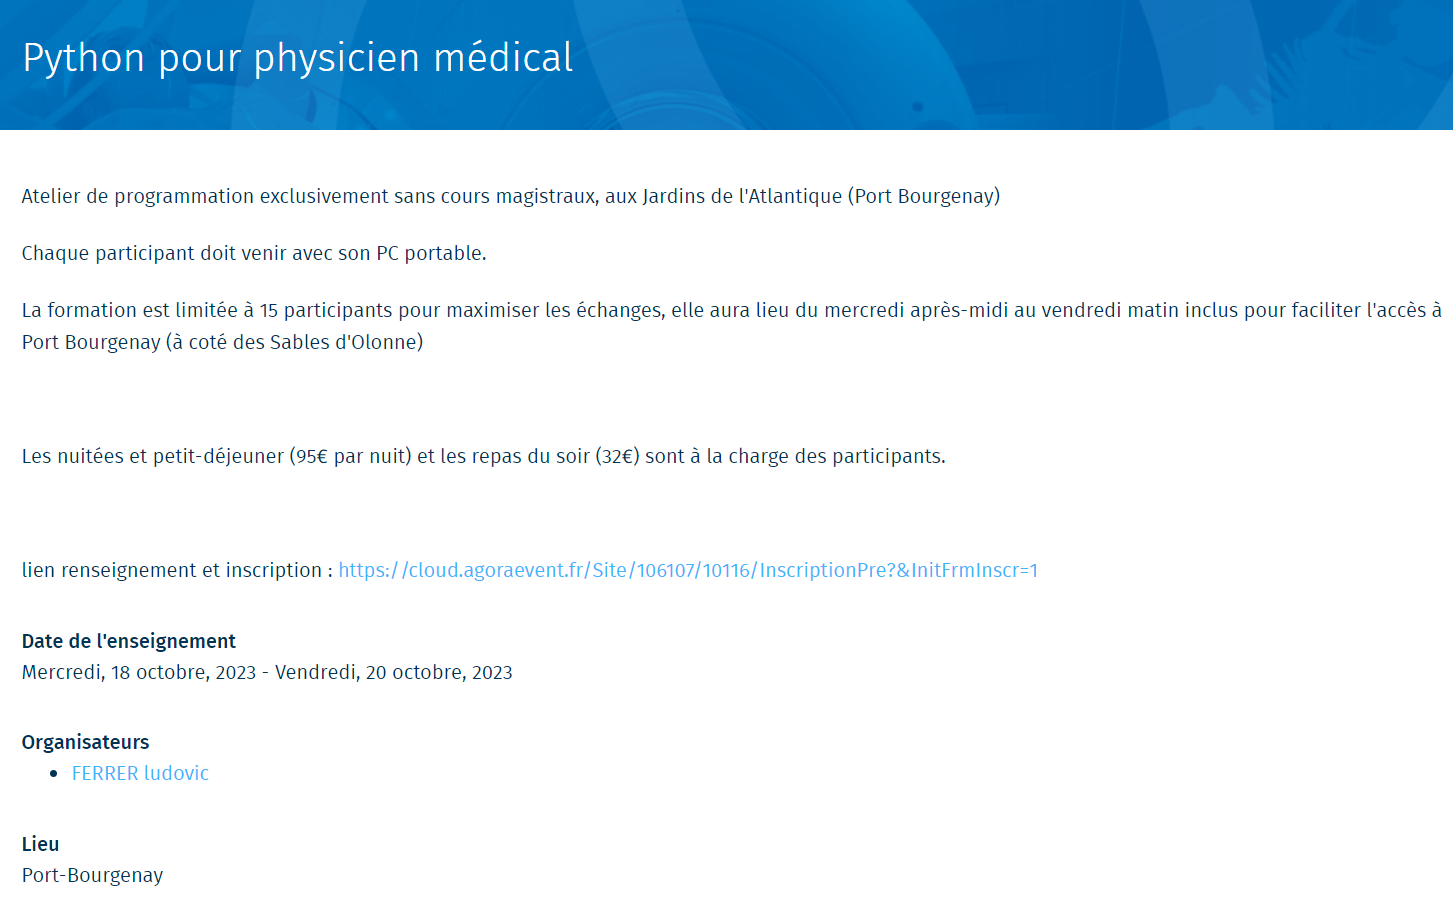 Python pour physicien médical
Atelier de programmation exclusivement sans cours magistraux, aux Jardins de l'Atlantique (Port Bourgenay)
Chaque participant doit venir avec son PC portable.
La formation est limitée à 15 participants pour maximiser les échanges, elle aura lieu du mercredi après-midi au vendredi matin inclus pour faciliter l'accès à
Port Bourgenay (à coté des Sables d'Olonne)
Les nuitées et petit-déjeuner (95€ par nuit) et les repas du soir (32€) sont à la charge des participants.
lien renseignement et inscription : https://cloud.agoraevent.fr/Site/106107/10116/InscriptionPre?&InitFrmInscr=1
Date de l'enseignement
Mercredi, 18 octobre, 2023 - Vendredi, 20 octobre, 2023
Organisateurs
• FERRER ludovic
Lieu
Port-Bourgenay